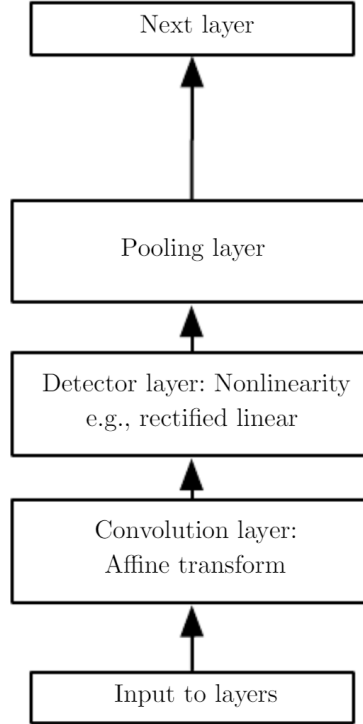 Next layer
Pooling layer
Detector layer: Nonlinearity
e.g., rectified linear
Convolution layer:
Affine transform
Input to layers